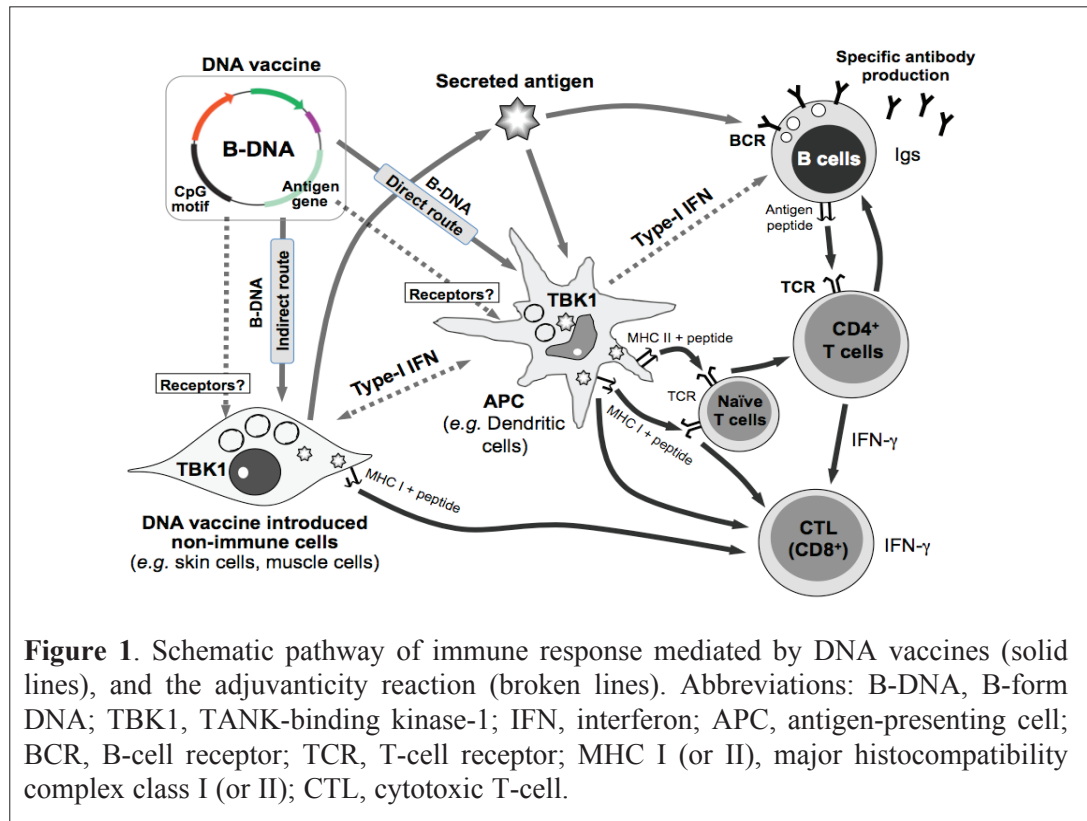 DNA vaccine
B-DNA
CpG
motif
Antigen
gene
Secreted antigen
Specific antibody
production
BCR
B cells
Igs
B-DNA
Direct route
Type-I IFN
Antigen
peptide
B-DNA
Indirect route
Receptors?
TBK1
TCR
CD4⁺
T cells
MHC II + peptide
Receptors?
Type-I IFN
APC
(e.g. Dendritic
cells)
TCR
Naïve
T cells
MHC I + peptide
IFN-γ
TBK1
MHC I + peptide
DNA vaccine introduced
non-immune cells
(e.g. skin cells, muscle cells)
CTL
(CD8⁺)
IFN-γ
Figure 1. Schematic pathway of immune response mediated by DNA vaccines (solid
lines), and the adjuvanticity reaction (broken lines). Abbreviations: B-DNA, B-form
DNA; TBK1, TANK-binding kinase-1; IFN, interferon; APC, antigen-presenting cell;
BCR, B-cell receptor; TCR, T-cell receptor; MHC I (or II), major histocompatibility
complex class I (or II); CTL, cytotoxic T-cell.